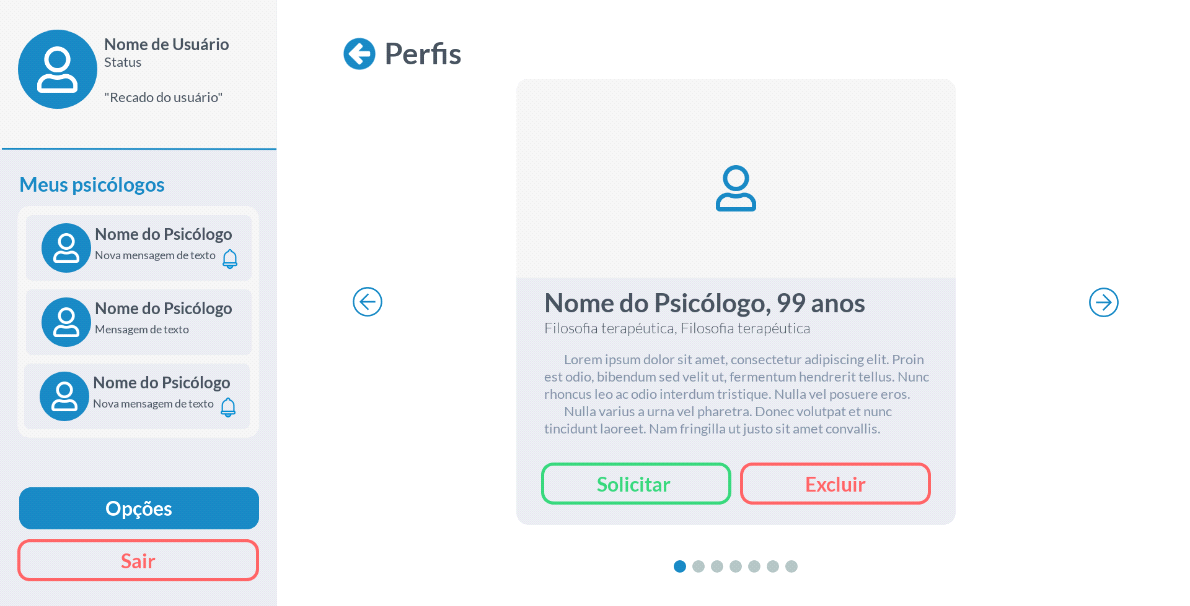 Nome de Usuário
Status
"Recado do usuário"
Meus psicólogos
Nome do Psicólogo
Nova mensagem de texto
Nome do Psicólogo
Mensagem de texto
Nome do Psicólogo
Nova mensagem de texto
Opções
Sair
Perfis
Nome do Psicólogo, 99 anos
Filosofia terapéutica, Filosofia terapéutica
Lorem ipsum dolor sit amet, consectetur adipiscing elit. Proin
est odio, bibendum sed velit ut, fermentum hendrerit tellus. Nunc
rhoncus leo ac odio interdum tristique. Nulla vel posuere eros.
Nulla varius a urna vel pharetra. Donec volutpat et nunc
tincidunt laoreet. Nam fringilla ut justo sit amet convallis.
Solicitar
Excluir